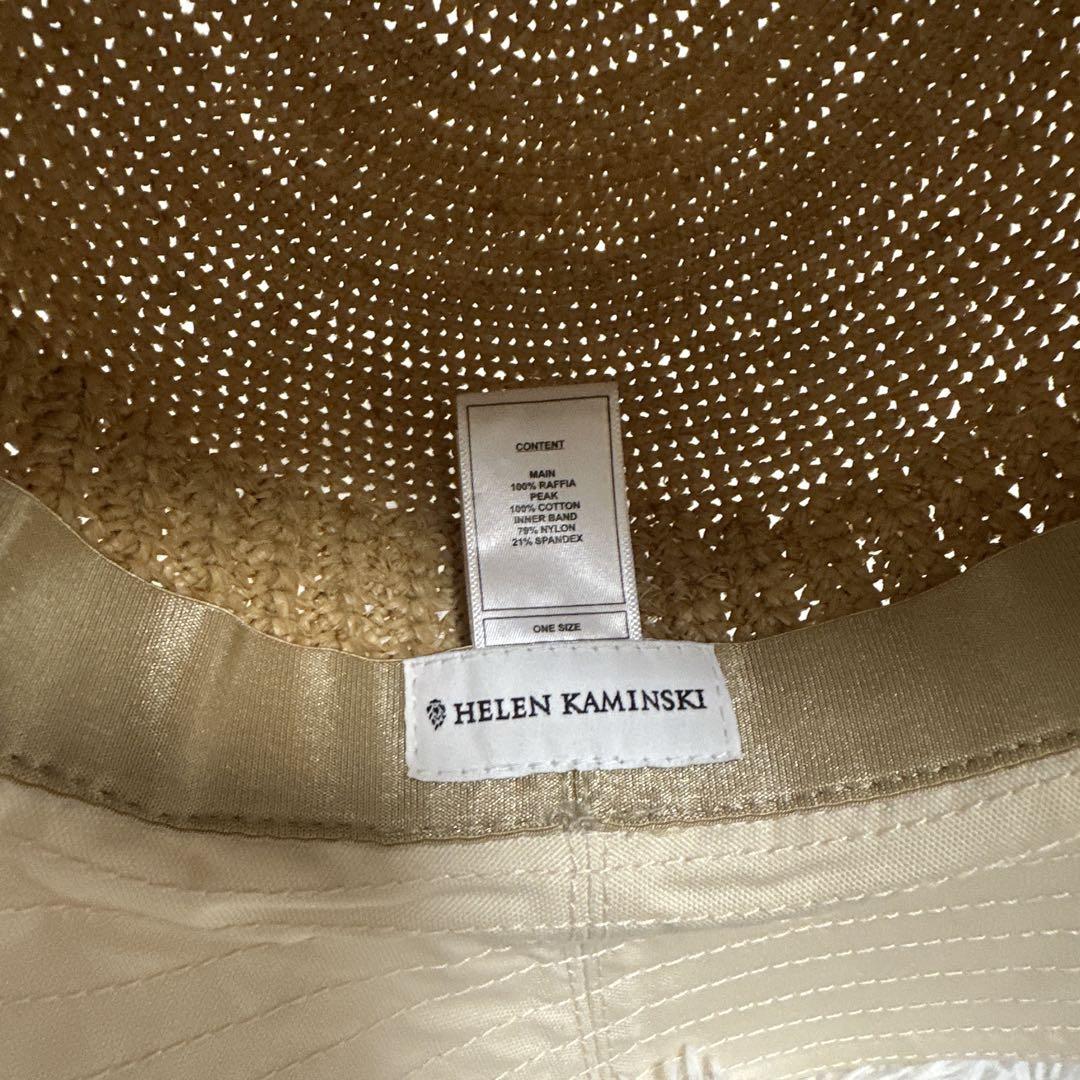 CONTENT
MAIN
100% RAFFIA
PEAK
100% COTTON
INNER BAND
79% NYLON
21% SPANDEX
ONE SIZE
HELEN KAMINSKI